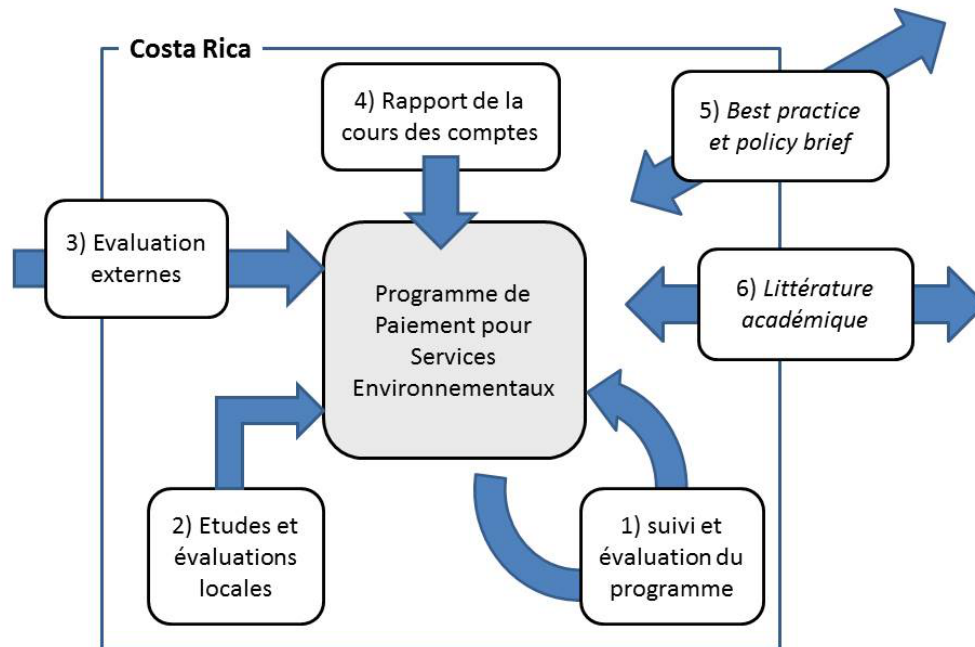 Costa Rica
4) Rapport de la
cours des comptes
5) Best practice
et policy brief
3) Evaluation
externes
Programme de
Paiement pour
Services
Environnementaux
6) Littérature
académique
2) Etudes et
évaluations
locales
1) suivi et
évaluation du
programme